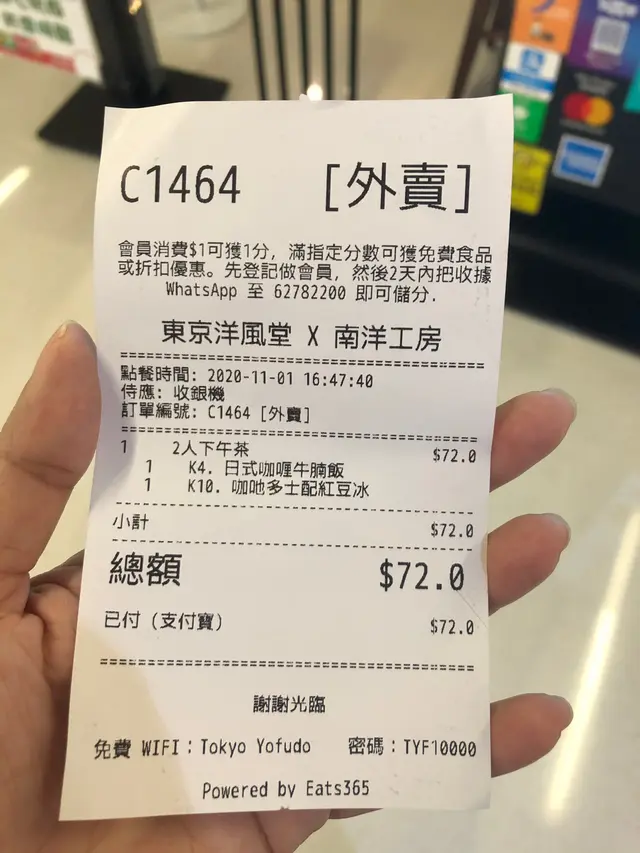 C1464 [外賣]
會員消費$1可獲1分, 滿指定分數可獲免費食品
或折扣優惠。先登記做會員, 然後2天內把收據
WhatsApp 至 62782200 即可儲分.
東京洋風堂 X 南洋工房
點餐時間: 2020-11-01 16:47:40
侍應: 收銀機
訂單編號: C1464 [外賣]
1 2人下午茶 $72.0
1 K4. 日式咖喱牛腩飯
1 K10. 咖吔多士配紅豆冰
小計 $72.0
總額 $72.0
已付 (支付寶) $72.0
謝謝光臨
免費 WIFI：Tokyo Yofudo 密碼：TYF10000
Powered by Eats365